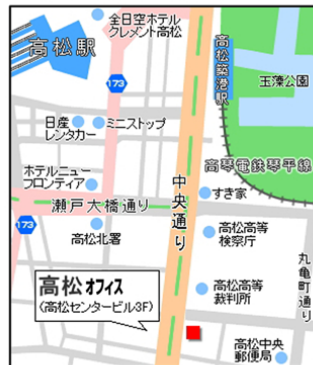 全日空ホテル
クレメント高松
高松駅
高松築港駅
玉藻公園
173
日産
レンタカー
ミニストップ
高琴電鉄琴平線
ホテルニュー
フロンティア
中央通り
すき家
瀬戸大橋通り
173
高松北署
高松高等
検察庁
丸亀町通り
高松オフィス
(高松センタービル3F)
高松高等
裁判所
高松中央
郵便局